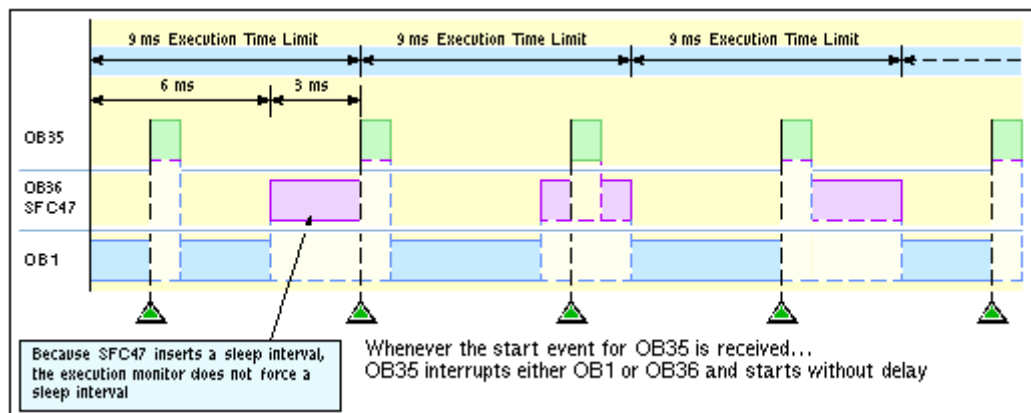 9 ms Execution Time Limit
9 ms Execution Time Limit
9 ms Execution Time Limit
6 ms
3 ms
OB35
OB36
SFC47
OB1
Because SFC47 inserts a sleep interval,
the execution monitor does not force a
sleep interval
Whenever the start event for OB35 is received...
OB35 interrupts either OB1 or OB36 and starts without delay